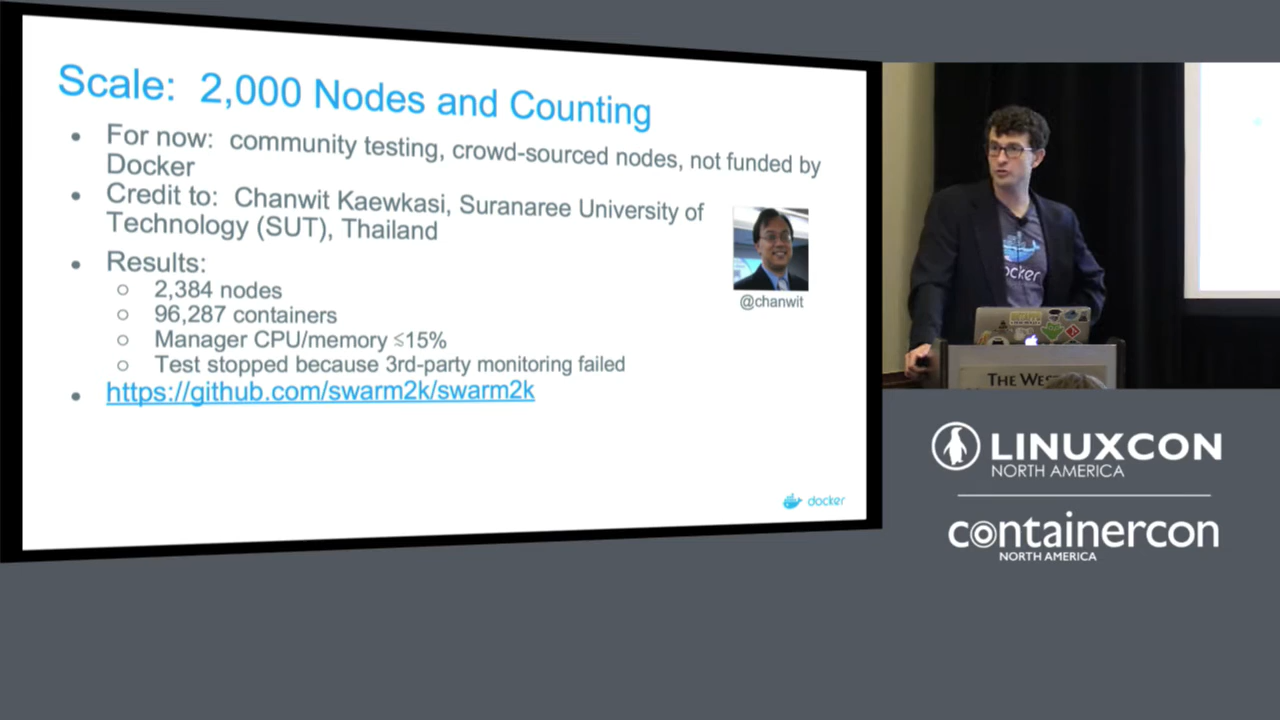 Scale: 2,000 Nodes and Counting
• For now: community testing, crowd-sourced nodes, not funded by
Docker
• Credit to: Chanwit Kaewkasi, Suranaree University of
Technology (SUT), Thailand
• Results:
○ 2,384 nodes
○ 96,287 containers
○ Manager CPU/memory ≤15%
○ Test stopped because 3rd-party monitoring failed
• https://github.com/swarm2k/swarm2k
@chanwit
docker
docker
THE WES
LINUXCON
NORTH AMERICA
containercon
NORTH AMERICA